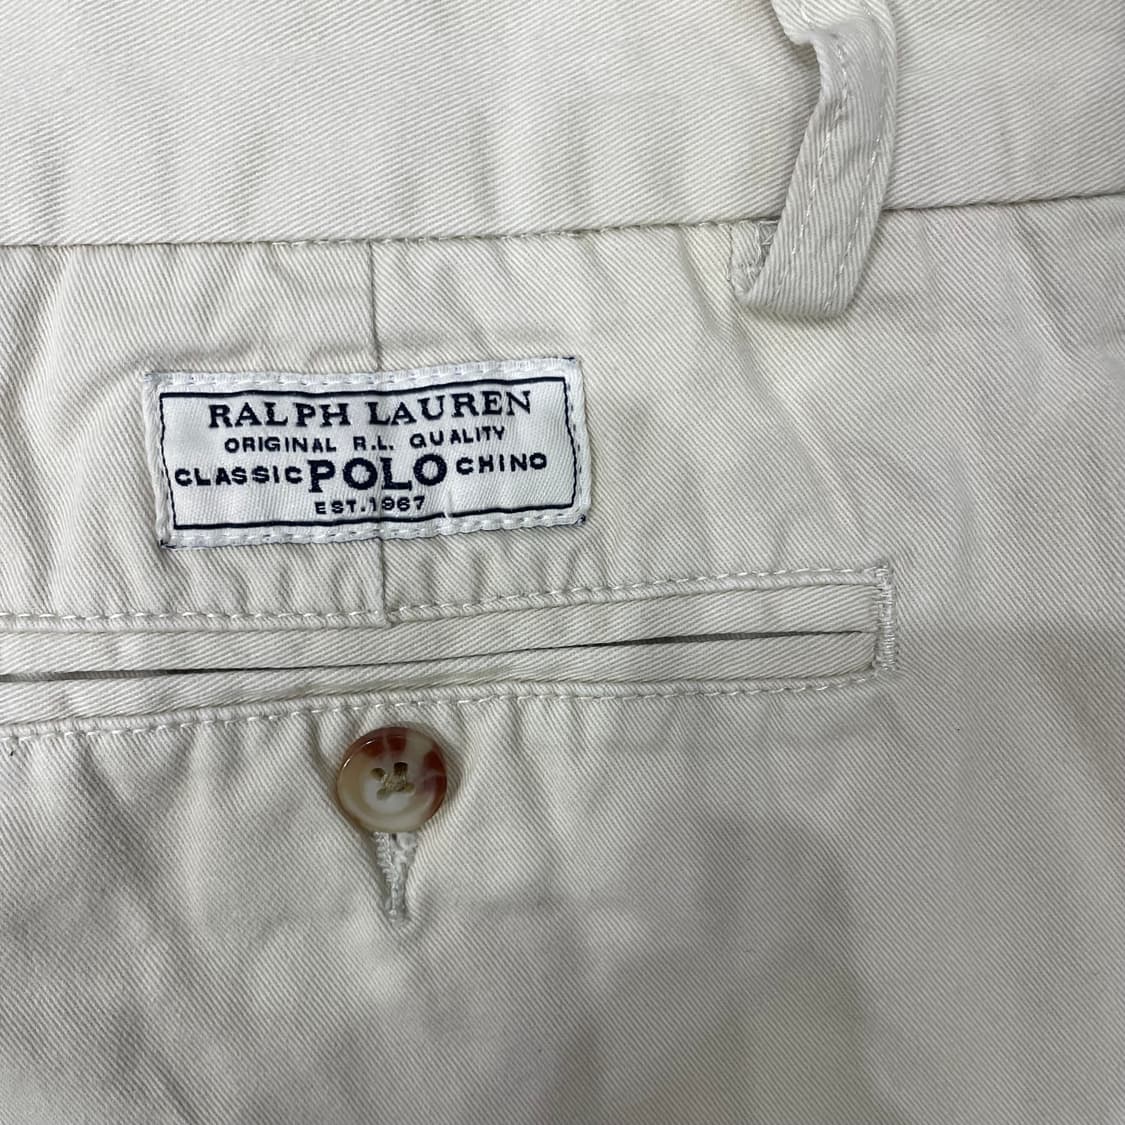 RALPH LAUREN
ORIGINAL R.L. QUALITY
CLASSIC POLO CHINO
EST. 1967